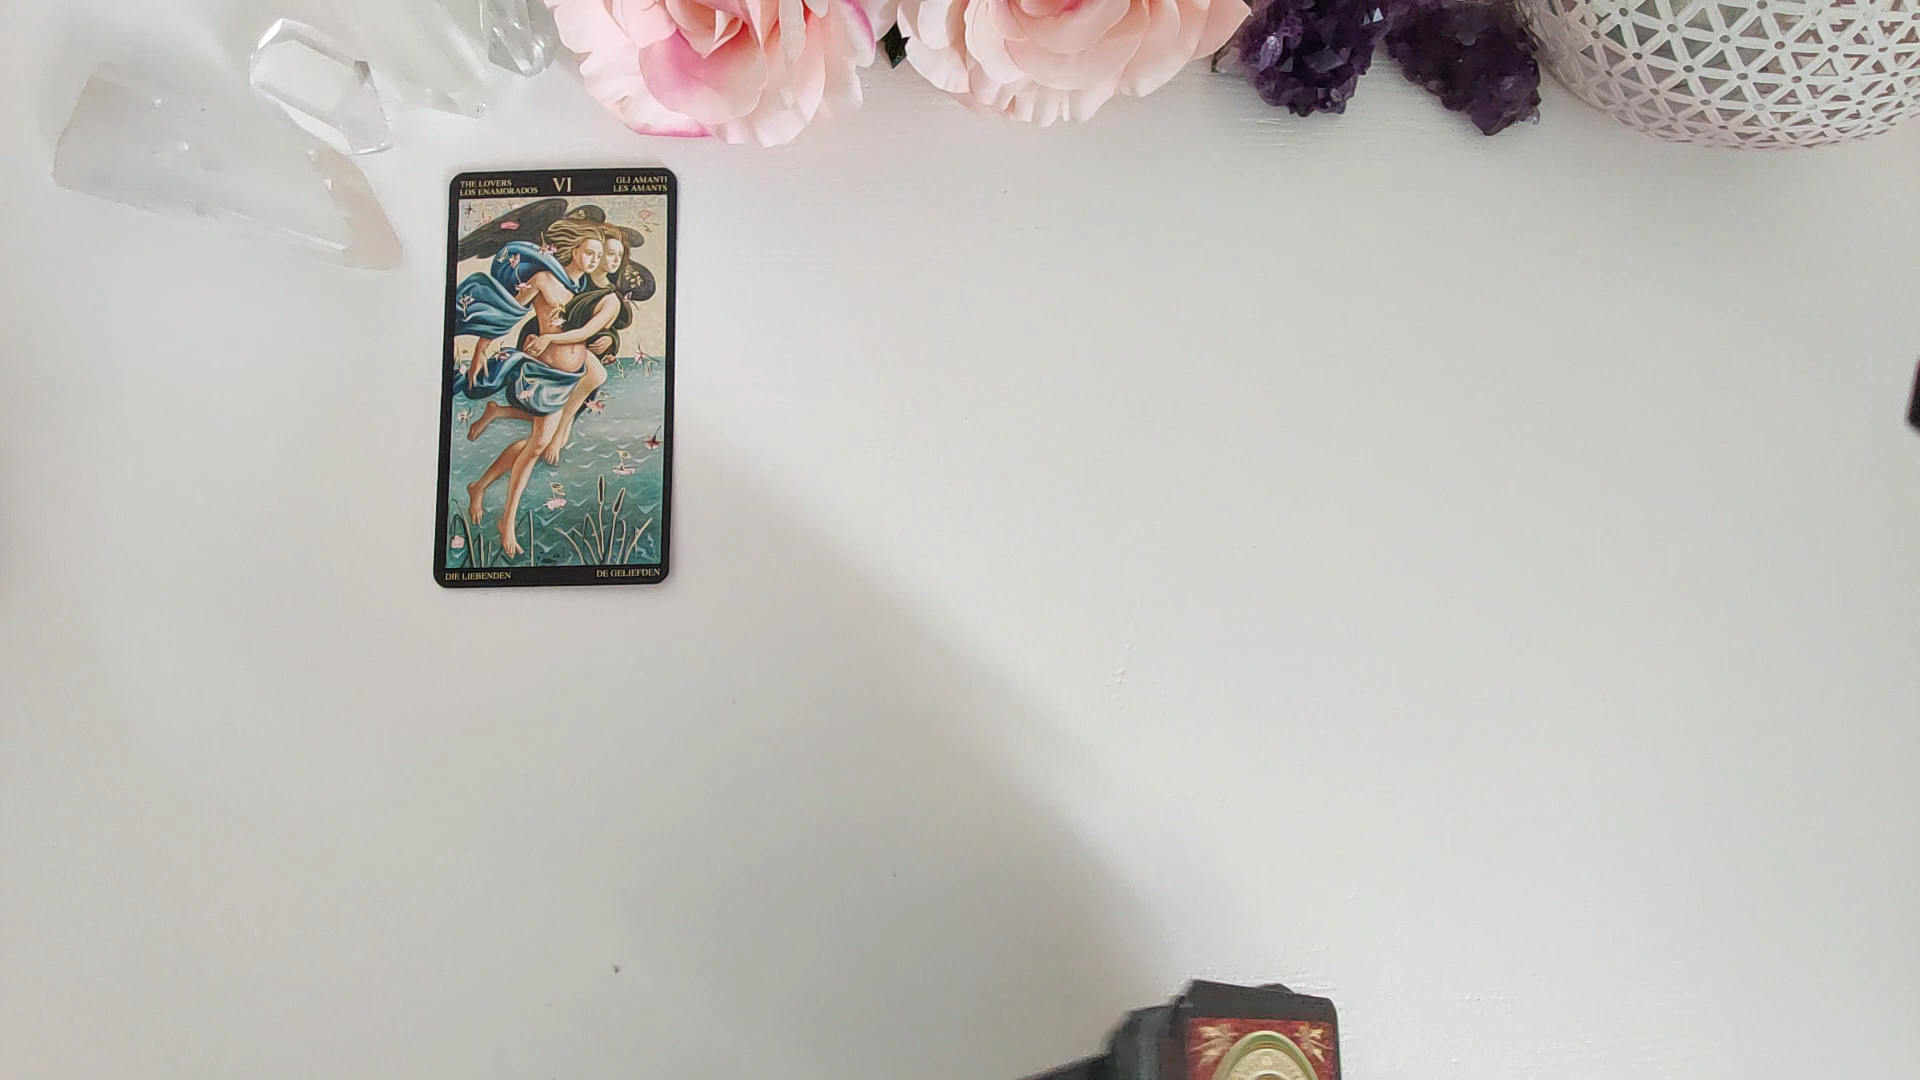 THE LOVERS
LOS ENAMORADOS
VI
GLI AMANTI
LES AMANTS
DIE LIEBENDEN
DE GELIEFDEN